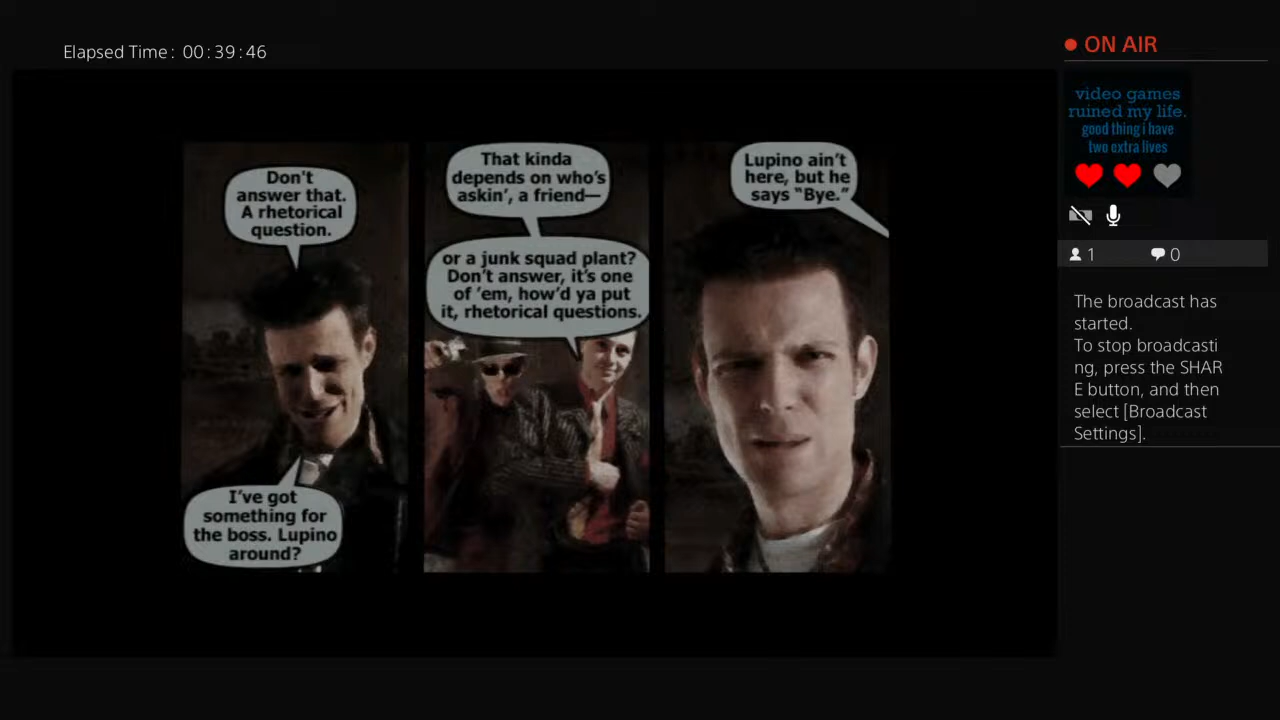 Elapsed Time: 00:39:46
ON AIR
video games
ruined my life.
good thing i have
two extra lives
1
0
The broadcast has
started.
To stop broadcasti
ng, press the SHAR
E button, and then
select [Broadcast
Settings].
Don't
answer that.
A rhetorical
question.
I've got
something for
the boss. Lupino
around?
That kinda
depends on who's
askin', a friend—
or a junk squad plant?
Don't answer, it's one
of 'em, how'd ya put
it, rhetorical questions.
Lupino ain't
here, but he
says "Bye."